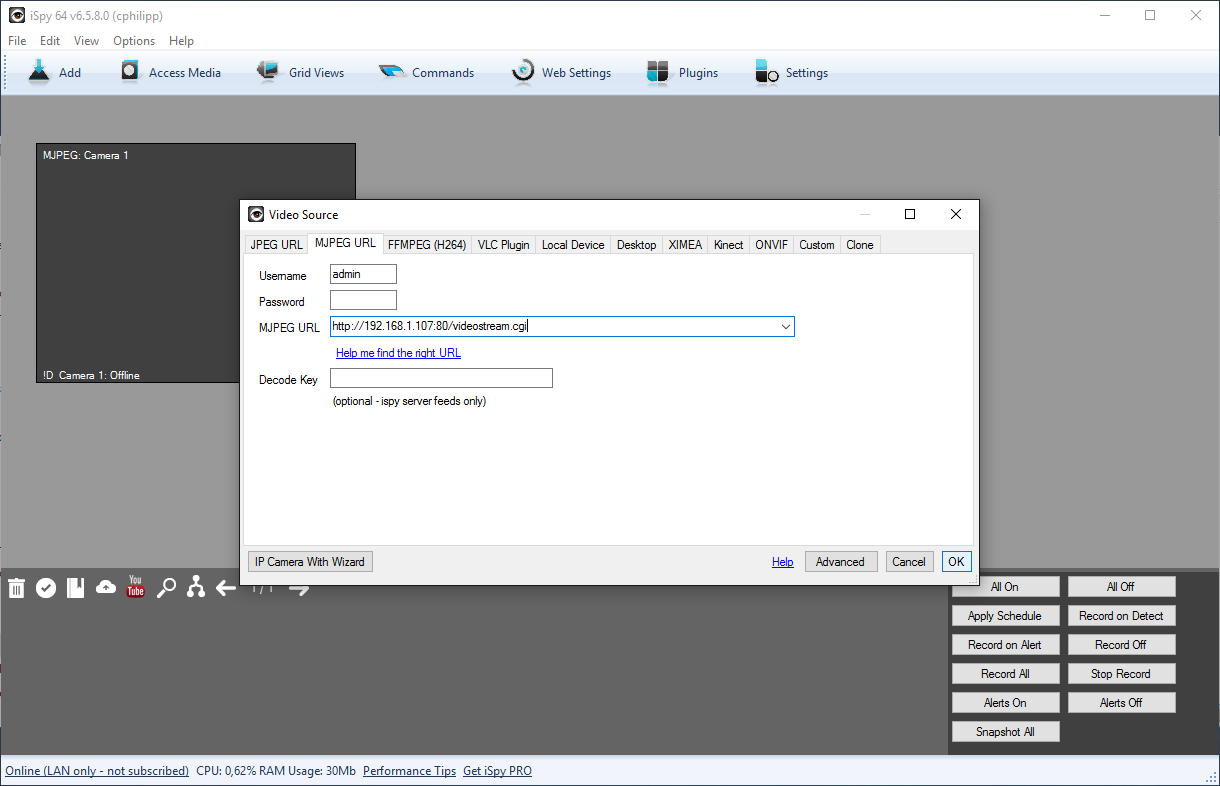 iSpy 64 v6.5.8.0 (cphilipp)
File Edit View Options Help
Add Access Media Grid Views Commands Web Settings Plugins Settings
MJPEG: Camera 1
!D Camera 1: Offline
Video Source
JPEG URL MJPEG URL FFMPEG (H264) VLC Plugin Local Device Desktop XIMEA Kinect ONVIF Custom Clone
Username admin
Password
MJPEG URL http://192.168.1.107:80/videostream.cgi
Help me find the right URL
Decode Key
(optional - ispy server feeds only)
IP Camera With Wizard Help Advanced Cancel OK
You Tube 1 / 1
All On All Off
Apply Schedule Record on Detect
Record on Alert Record Off
Record All Stop Record
Alerts On Alerts Off
Snapshot All
Online (LAN only - not subscribed) CPU: 0,62% RAM Usage: 30Mb Performance Tips Get iSpy PRO